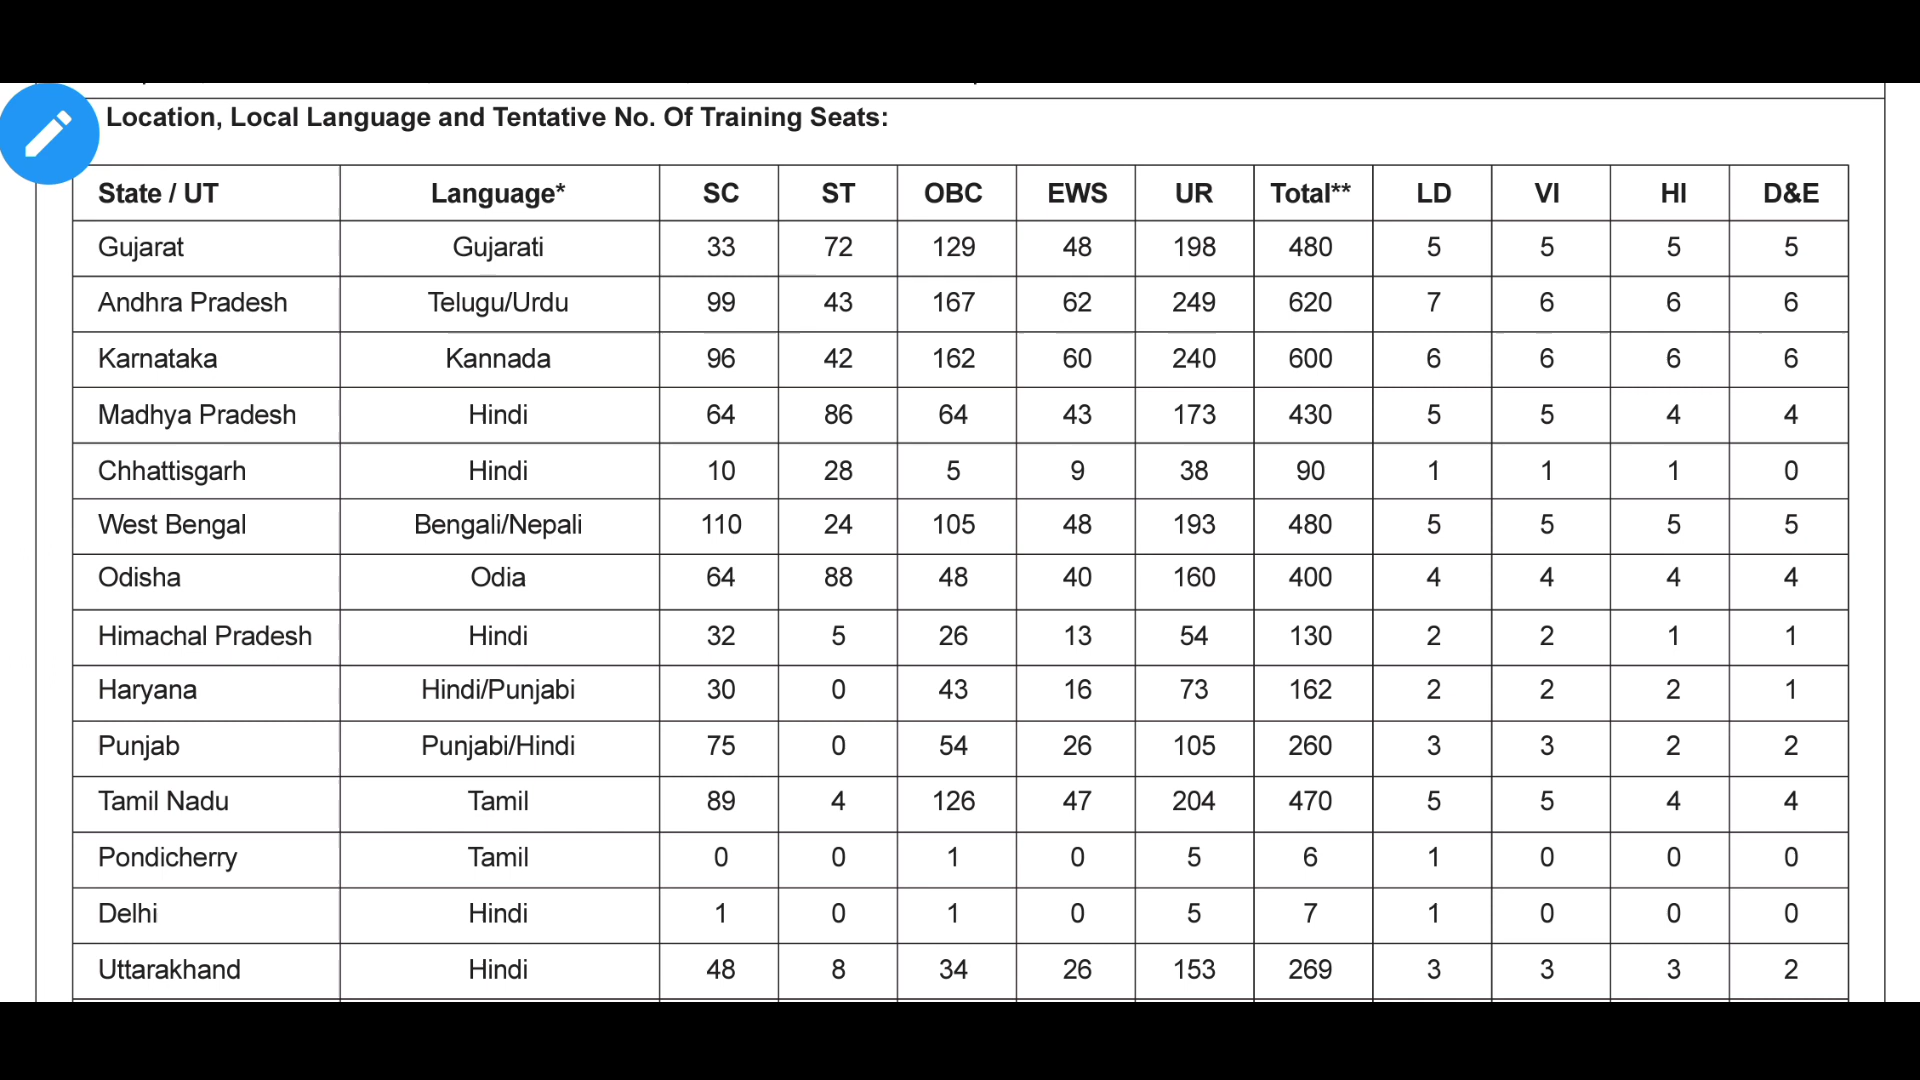 Location, Local Language and Tentative No. Of Training Seats:
State / UT Language* SC ST OBC EWS UR Total** LD VI HI D&E
Gujarat Gujarati 33 72 129 48 198 480 5 5 5 5
Andhra Pradesh Telugu/Urdu 99 43 167 62 249 620 7 6 6 6
Karnataka Kannada 96 42 162 60 240 600 6 6 6 6
Madhya Pradesh Hindi 64 86 64 43 173 430 5 5 4 4
Chhattisgarh Hindi 10 28 5 9 38 90 1 1 1 0
West Bengal Bengali/Nepali 110 24 105 48 193 480 5 5 5 5
Odisha Odia 64 88 48 40 160 400 4 4 4 4
Himachal Pradesh Hindi 32 5 26 13 54 130 2 2 1 1
Haryana Hindi/Punjabi 30 0 43 16 73 162 2 2 2 1
Punjab Punjabi/Hindi 75 0 54 26 105 260 3 3 2 2
Tamil Nadu Tamil 89 4 126 47 204 470 5 5 4 4
Pondicherry Tamil 0 0 1 0 5 6 1 0 0 0
Delhi Hindi 1 0 1 0 5 7 1 0 0 0
Uttarakhand Hindi 48 8 34 26 153 269 3 3 3 2